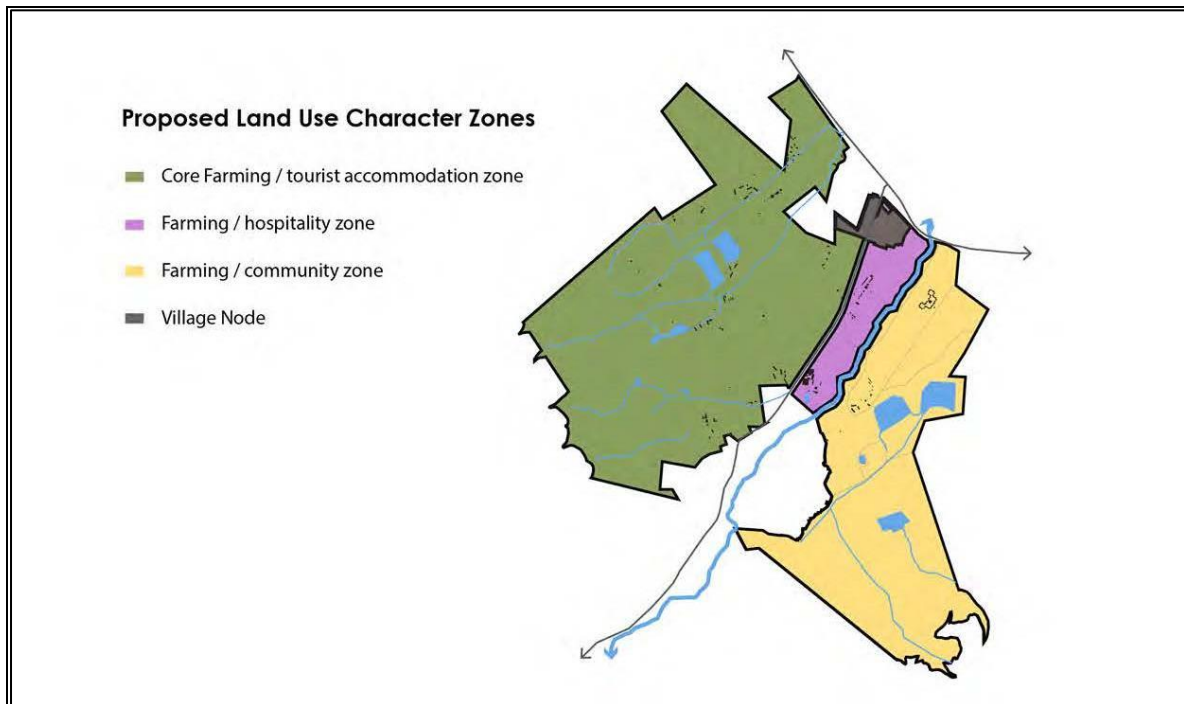 Proposed Land Use Character Zones
Core Farming / tourist accommodation zone
Farming / hospitality zone
Farming / community zone
Village Node